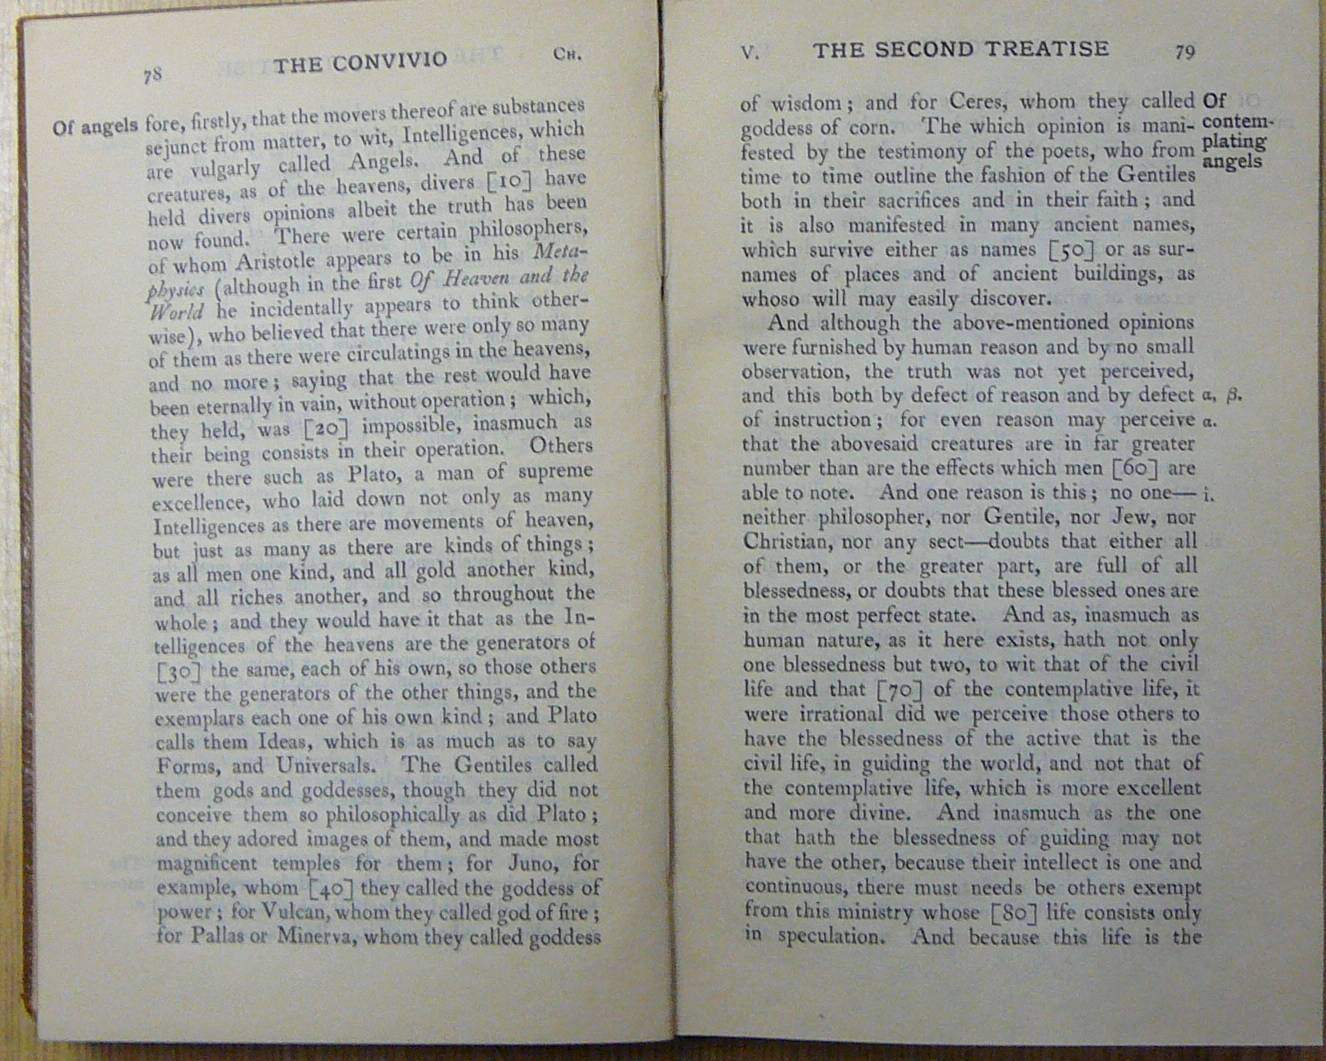 78 THE CONVIVIO CH.
Of angels fore, firstly, that the movers thereof are substances
sejunct from matter, to wit, Intelligences, which
are vulgarly called Angels. And of these
creatures, as of the heavens, divers [10] have
held divers opinions albeit the truth has been
now found. There were certain philosophers,
of whom Aristotle appears to be in his Meta-
physics (although in the first Of Heaven and the
World he incidentally appears to think other-
wise), who believed that there were only so many
of them as there were circulatings in the heavens,
and no more; saying that the rest would have
been eternally in vain, without operation; which,
they held, was [20] impossible, inasmuch as
their being consists in their operation. Others
were there such as Plato, a man of supreme
excellence, who laid down not only as many
Intelligences as there are movements of heaven,
but just as many as there are kinds of things;
as all men one kind, and all gold another kind,
and all riches another, and so throughout the
whole; and they would have it that as the In-
telligences of the heavens are the generators of
[30] the same, each of his own, so those others
were the generators of the other things, and the
exemplars each one of his own kind; and Plato
calls them Ideas, which is as much as to say
Forms, and Universals. The Gentiles called
them gods and goddesses, though they did not
conceive them so philosophically as did Plato;
and they adored images of them, and made most
magnificent temples for them; for Juno, for
example, whom [40] they called the goddess of
power; for Vulcan, whom they called god of fire;
for Pallas or Minerva, whom they called goddess
V. THE SECOND TREATISE 79
of wisdom; and for Ceres, whom they called Of
goddess of corn. The which opinion is mani- contem-
fested by the testimony of the poets, who from plating
time to time outline the fashion of the Gentiles angels
both in their sacrifices and in their faith; and
it is also manifested in many ancient names,
which survive either as names [50] or as sur-
names of places and of ancient buildings, as
whoso will may easily discover.
And although the above-mentioned opinions
were furnished by human reason and by no small
observation, the truth was not yet perceived,
and this both by defect of reason and by defect α, β.
of instruction; for even reason may perceive α.
that the abovesaid creatures are in far greater
number than are the effects which men [60] are
able to note. And one reason is this; no one— i.
neither philosopher, nor Gentile, nor Jew, nor
Christian, nor any sect—doubts that either all
of them, or the greater part, are full of all
blessedness, or doubts that these blessed ones are
in the most perfect state. And as, inasmuch as
human nature, as it here exists, hath not only
one blessedness but two, to wit that of the civil
life and that [70] of the contemplative life, it
were irrational did we perceive those others to
have the blessedness of the active that is the
civil life, in guiding the world, and not that of
the contemplative life, which is more excellent
and more divine. And inasmuch as the one
that hath the blessedness of guiding may not
have the other, because their intellect is one and
continuous, there must needs be others exempt
from this ministry whose [80] life consists only
in speculation. And because this life is the